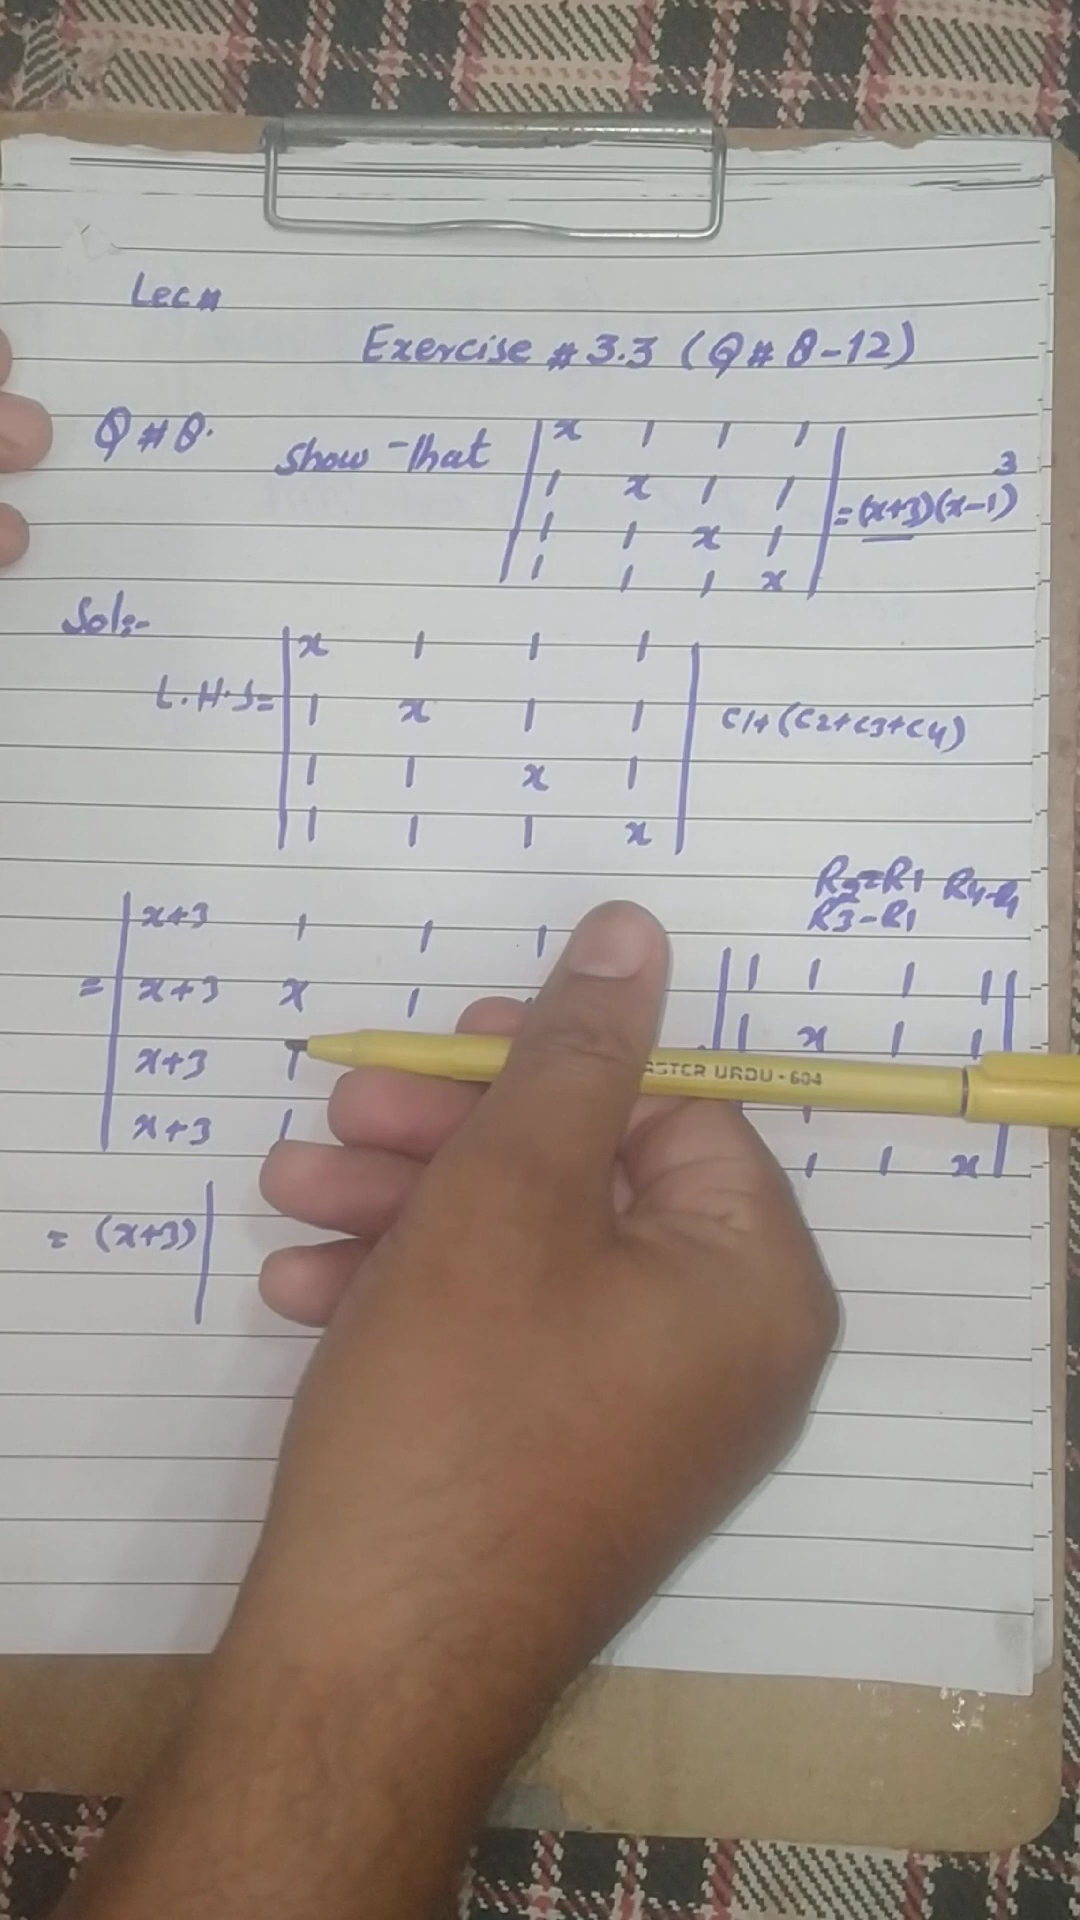 Lec#
Exercise # 3.3 (Q# 8-12)
Q#8. Show that
x 1 1 1
1 x 1 1
1 1 x 1
1 1 1 x
= (x+3)(x-1)³
Sol:-
L.H.S=
x 1 1 1
1 x 1 1
1 1 x 1
1 1 1 x
C1+(C2+C3+C4)
=
x+3 1 1 1
x+3 x 1
x+3 1
x+3 1
R2-R1 R4-R1
R3-R1
1 1 1 1
1 x 1 1
1
1 1 x
= (x+3)
ASTER URDU-604